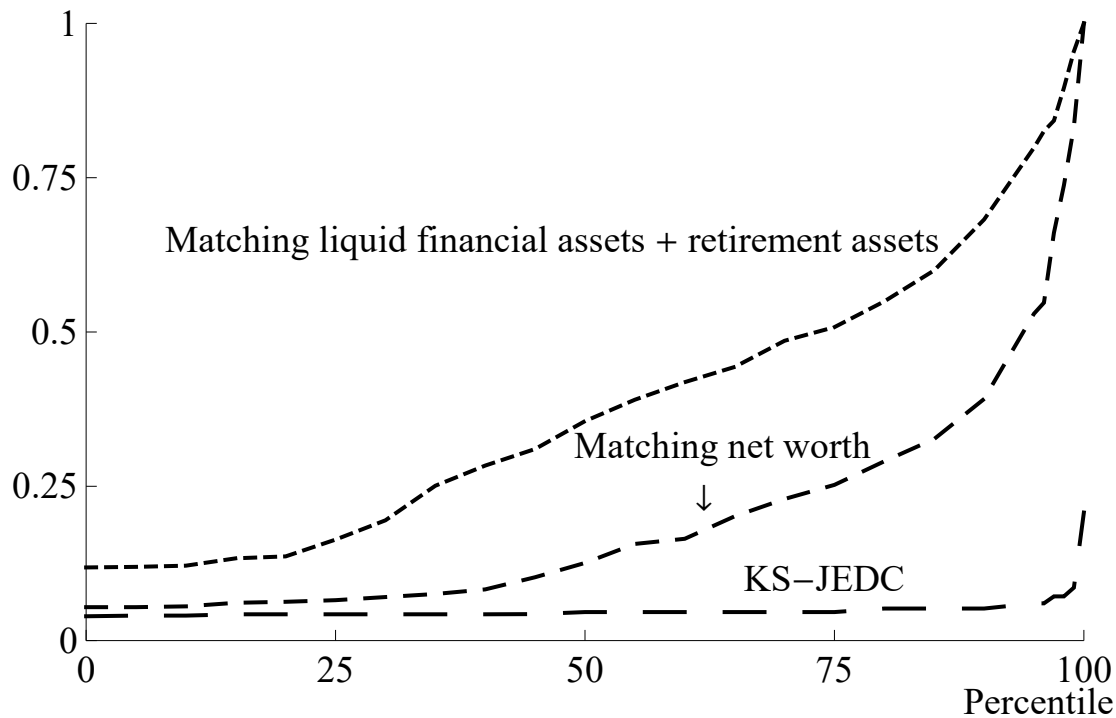 1
0.75
Matching liquid financial assets + retirement assets
0.5
Matching net worth
↓
0.25
KS−JEDC
0
0 25 50 75 100
Percentile